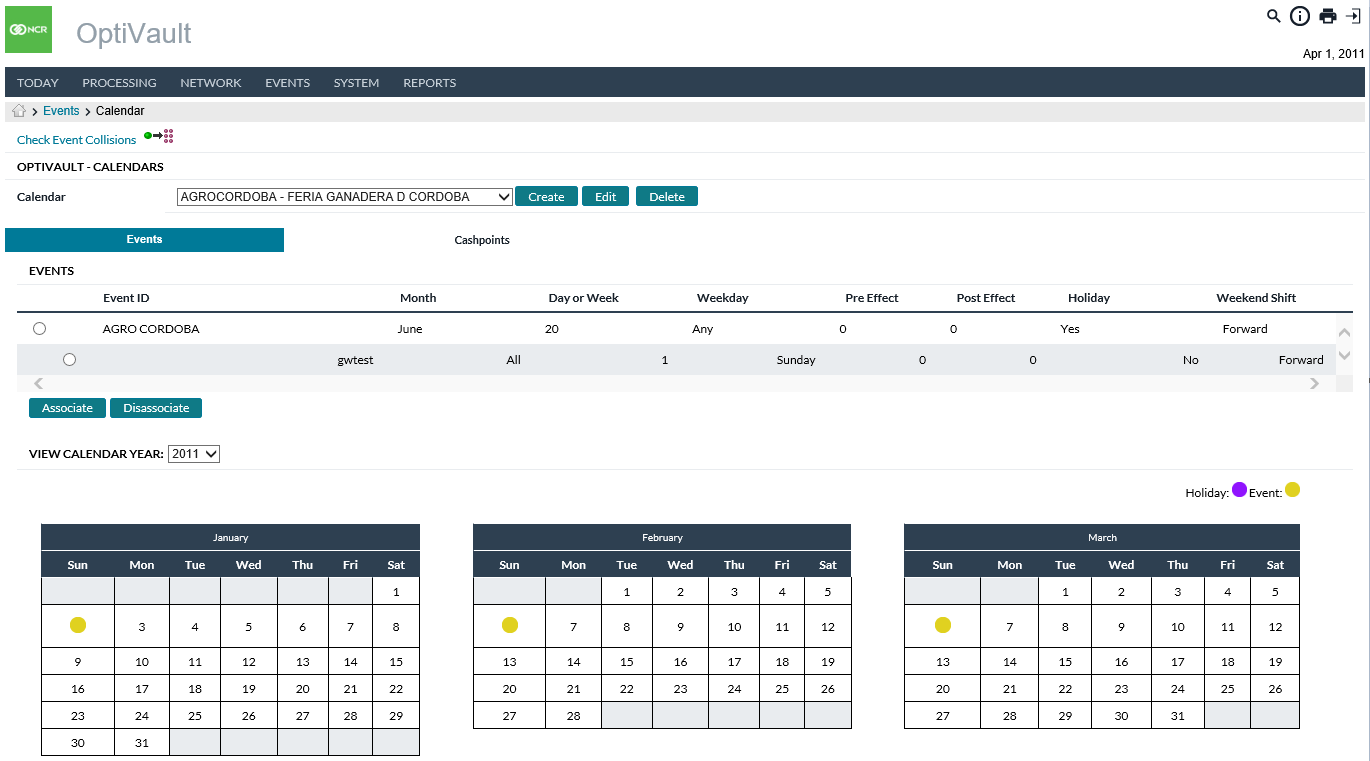 NCR OptiVault
Apr 1, 2011
TODAY PROCESSING NETWORK EVENTS SYSTEM REPORTS
> Events > Calendar
Check Event Collisions
OPTIVAULT - CALENDARS
Calendar AGROCORDOBA - FERIA GANADERA D CORDOBA Create Edit Delete
Events Cashpoints
EVENTS
Event ID Month Day or Week Weekday Pre Effect Post Effect Holiday Weekend Shift
AGRO CORDOBA June 20 Any 0 0 Yes Forward
gwtest All 1 Sunday 0 0 No Forward
Associate Disassociate
VIEW CALENDAR YEAR: 2011
Holiday: Event:
January
Sun Mon Tue Wed Thu Fri Sat
1
3 4 5 6 7 8
9 10 11 12 13 14 15
16 17 18 19 20 21 22
23 24 25 26 27 28 29
30 31
February
Sun Mon Tue Wed Thu Fri Sat
1 2 3 4 5
7 8 9 10 11 12
13 14 15 16 17 18 19
20 21 22 23 24 25 26
27 28
March
Sun Mon Tue Wed Thu Fri Sat
1 2 3 4 5
7 8 9 10 11 12
13 14 15 16 17 18 19
20 21 22 23 24 25 26
27 28 29 30 31